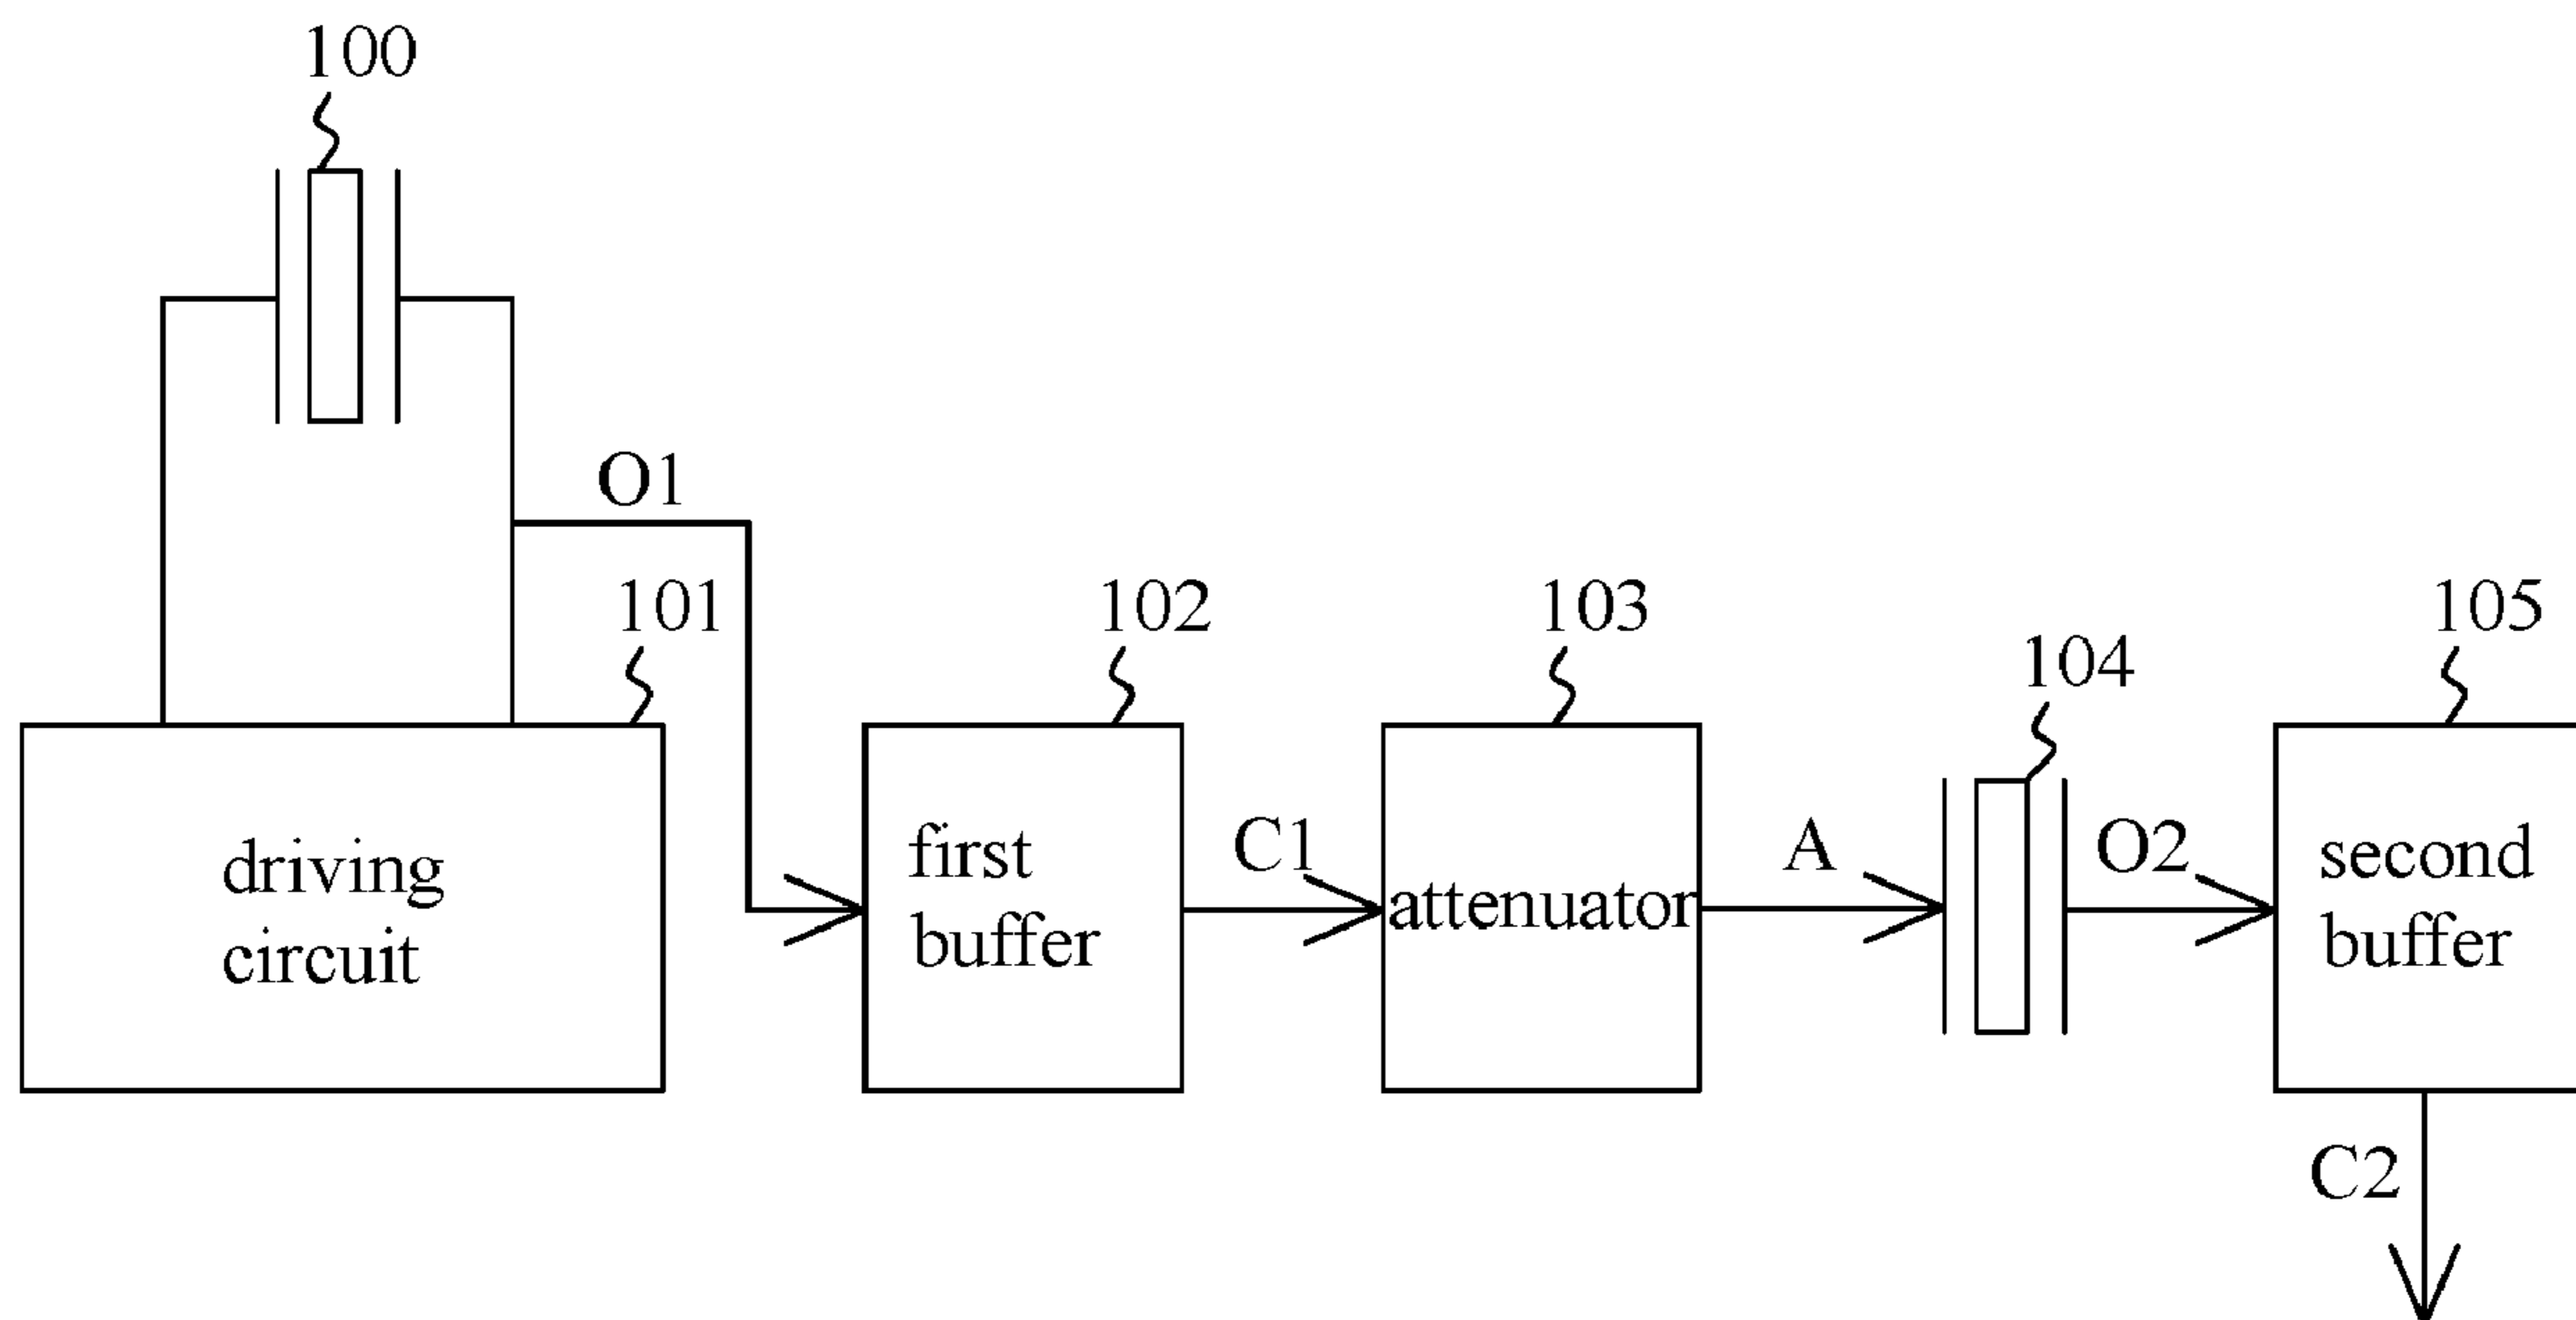 100
O1
101
102
103
104
105
driving
circuit
first
buffer
C1
attenuator
A
O2
second
buffer
C2